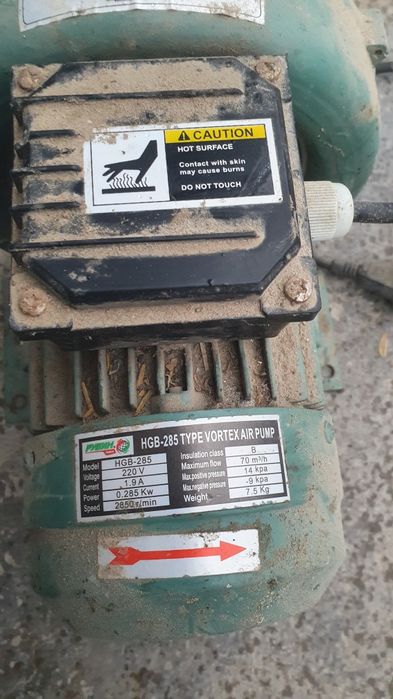 CAUTION
HOT SURFACE
Contact with skin
may cause burns
DO NOT TOUCH
РУБИН
HGB-285 TYPE VORTEX AIR PUMP
Model HGB-285 Insulation class B
Voltage 220 V Maximum flow 70 m³/h
Current 1.9 A Max.positive pressure 14 kpa
Power 0.285 Kw Max.negative pressure -9 kpa
Speed 2850 r/min Weight 7.5 Kg